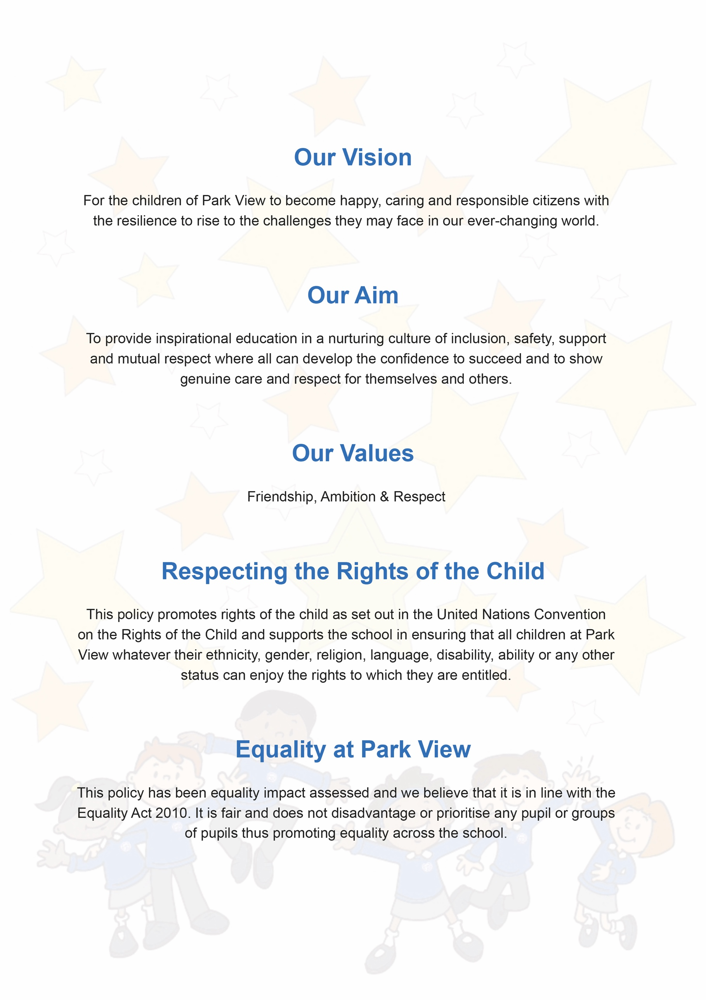 Our Vision
For the children of Park View to become happy, caring and responsible citizens with
the resilience to rise to the challenges they may face in our ever-changing world.
Our Aim
To provide inspirational education in a nurturing culture of inclusion, safety, support
and mutual respect where all can develop the confidence to succeed and to show
genuine care and respect for themselves and others.
Our Values
Friendship, Ambition & Respect
Respecting the Rights of the Child
This policy promotes rights of the child as set out in the United Nations Convention
on the Rights of the Child and supports the school in ensuring that all children at Park
View whatever their ethnicity, gender, religion, language, disability, ability or any other
status can enjoy the rights to which they are entitled.
Equality at Park View
This policy has been equality impact assessed and we believe that it is in line with the
Equality Act 2010. It is fair and does not disadvantage or prioritise any pupil or groups
of pupils thus promoting equality across the school.